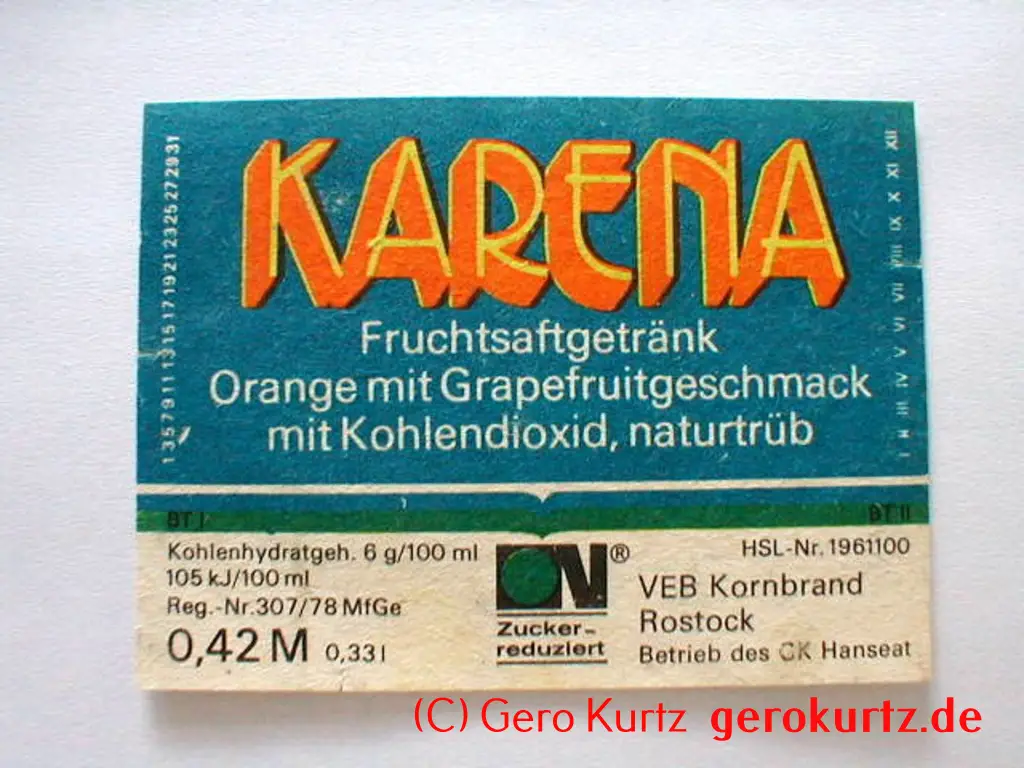 KARENA
Fruchtsaftgetränk
Orange mit Grapefruitgeschmack
mit Kohlendioxid, naturtrüb
1 3 5 7 9 11 13 15 17 19 21 23 25 27 29 31
I II III IV V VI VII VIII IX X XI XII
BT I
BT II
Kohlenhydratgeh. 6 g/100 ml
105 kJ/100 ml
Reg.-Nr. 307/78 MfGe
0,42 M 0,33 l
ON®
Zucker-
reduziert
HSL-Nr. 1961100
VEB Kornbrand
Rostock
Betrieb des GK Hanseat
(C) Gero Kurtz gerokurtz.de